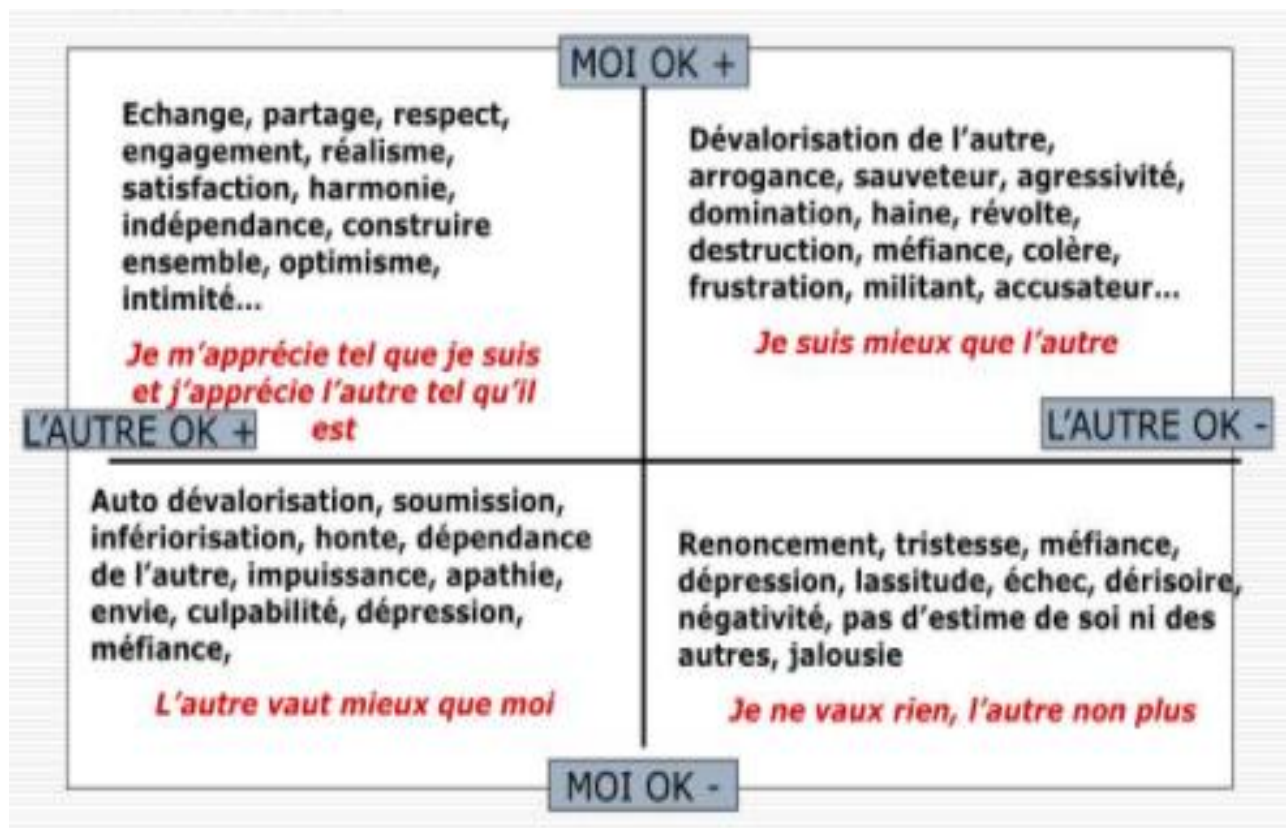 MOI OK +
Echange, partage, respect,
engagement, réalisme,
satisfaction, harmonie,
indépendance, construire
ensemble, optimisme,
intimité...
Je m'apprécie tel que je suis
et j'apprécie l'autre tel qu'il
est
Dévalorisation de l'autre,
arrogance, sauveteur, agressivité,
domination, haine, révolte,
destruction, méfiance, colère,
frustration, militant, accusateur...
Je suis mieux que l'autre
L'AUTRE OK +
L'AUTRE OK -
Auto dévalorisation, soumission,
infériorisation, honte, dépendance
de l'autre, impuissance, apathie,
envie, culpabilité, dépression,
méfiance,
L'autre vaut mieux que moi
Renoncement, tristesse, méfiance,
dépression, lassitude, échec, dérisoire,
négativité, pas d'estime de soi ni des
autres, jalousie
Je ne vaux rien, l'autre non plus
MOI OK -